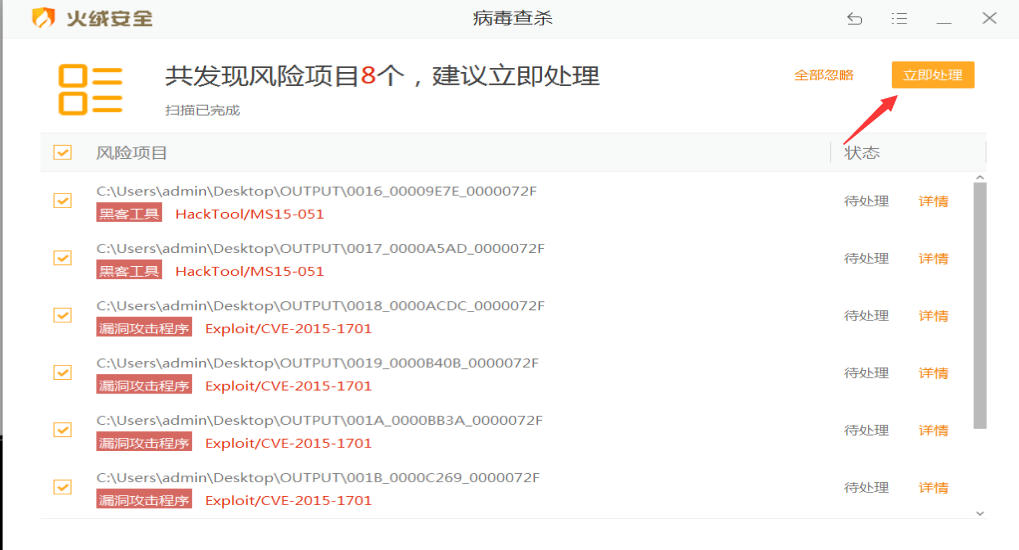 火绒安全
病毒查杀
共发现风险项目8个，建议立即处理
全部忽略
立即处理
扫描已完成
风险项目
状态
C:\Users\admin\Desktop\OUTPUT\0016_00009E7E_0000072F
待处理
详情
黑客工具 HackTool/MS15-051
C:\Users\admin\Desktop\OUTPUT\0017_0000A5AD_0000072F
待处理
详情
黑客工具 HackTool/MS15-051
C:\Users\admin\Desktop\OUTPUT\0018_0000ACDC_0000072F
待处理
详情
漏洞攻击程序 Exploit/CVE-2015-1701
C:\Users\admin\Desktop\OUTPUT\0019_0000B40B_0000072F
待处理
详情
漏洞攻击程序 Exploit/CVE-2015-1701
C:\Users\admin\Desktop\OUTPUT\001A_0000BB3A_0000072F
待处理
详情
漏洞攻击程序 Exploit/CVE-2015-1701
C:\Users\admin\Desktop\OUTPUT\001B_0000C269_0000072F
待处理
详情
漏洞攻击程序 Exploit/CVE-2015-1701